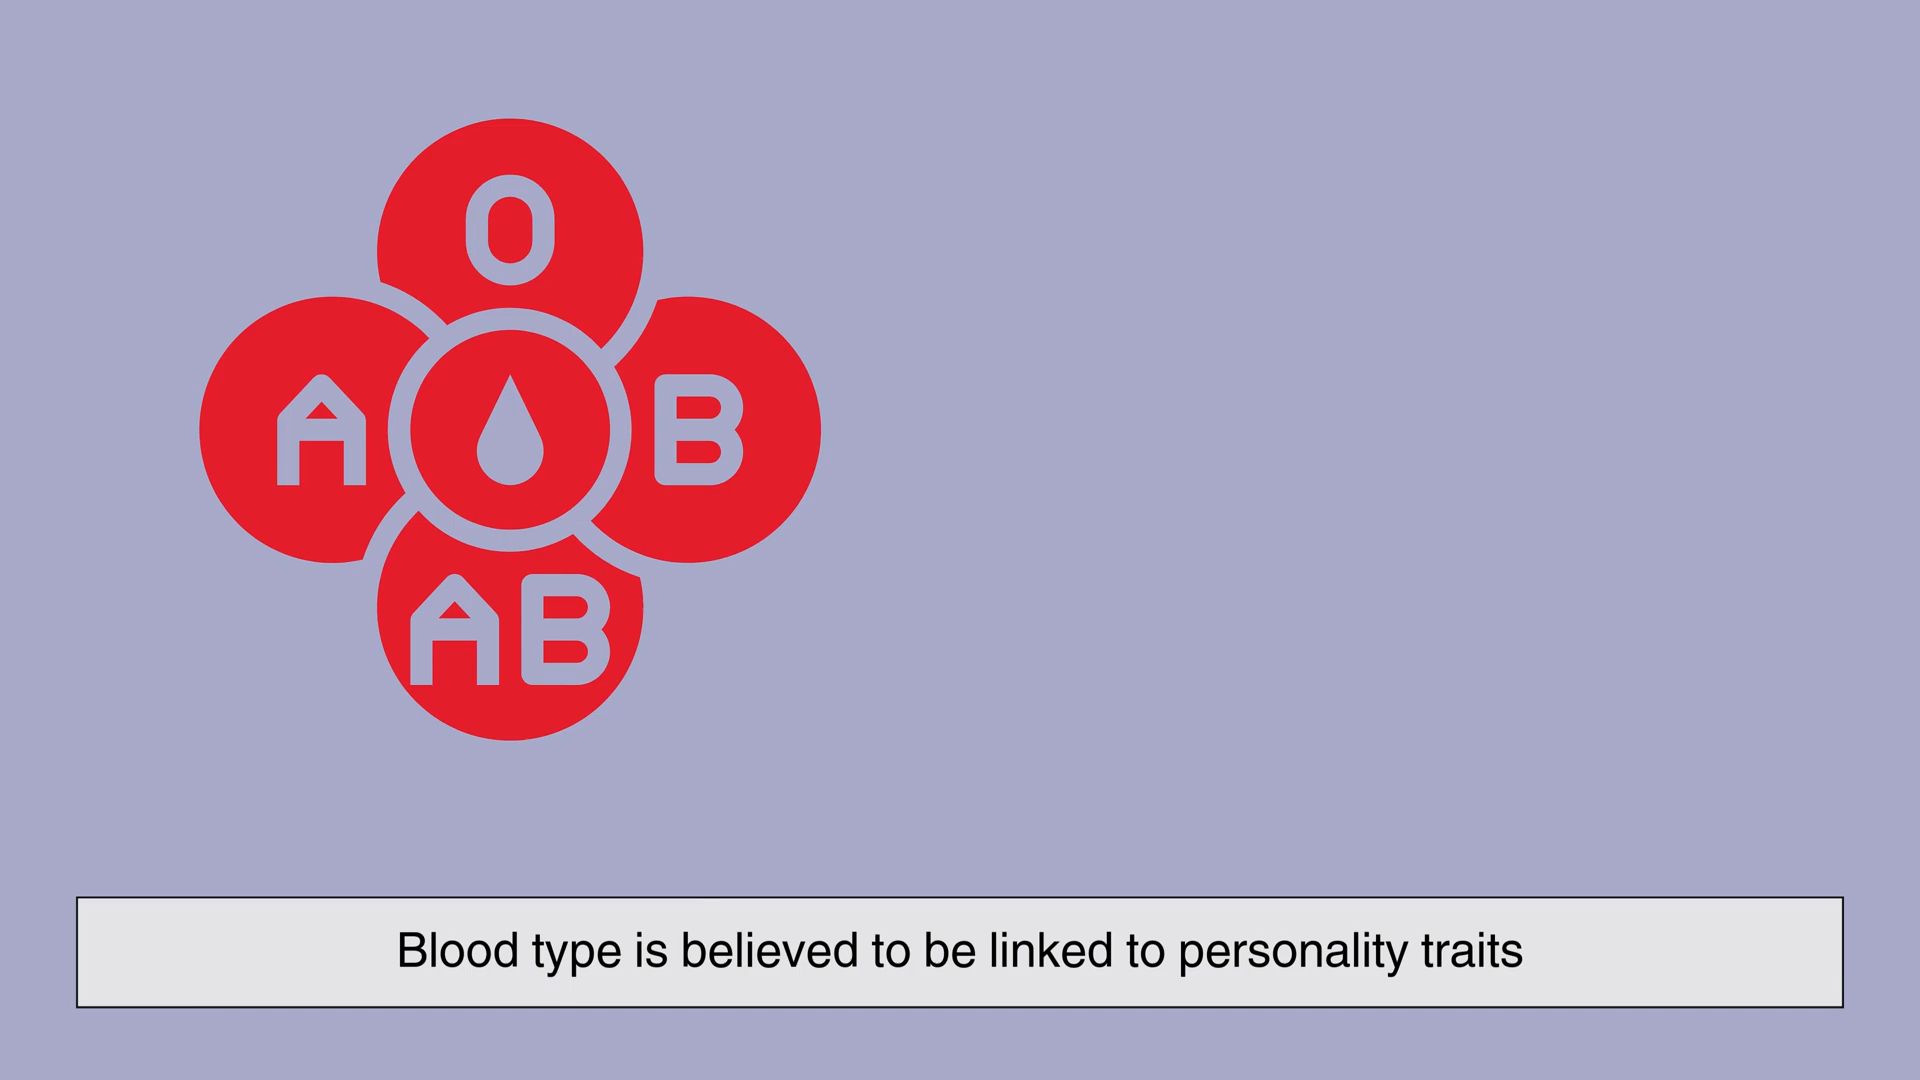 O
A
B
AB
Blood type is believed to be linked to personality traits